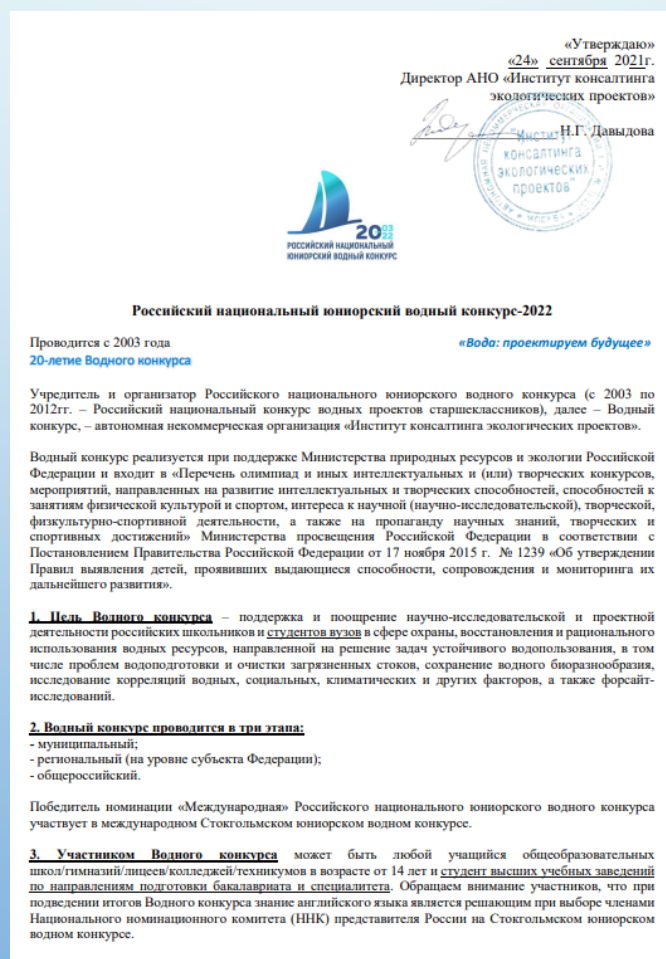 «Утверждаю»
«24» сентября 2021г.
Директор АНО «Институт консалтинга
экологических проектов»
Н.Г. Давыдова
"Институт
консалтинга
экологических
проектов"
МОСКВА
2003
2022
РОССИЙСКИЙ НАЦИОНАЛЬНЫЙ
ЮНИОРСКИЙ ВОДНЫЙ КОНКУРС
Российский национальный юниорский водный конкурс-2022
Проводится с 2003 года
«Вода: проектируем будущее»
20-летие Водного конкурса
Учредитель и организатор Российского национального юниорского водного конкурса (с 2003 по
2012гг. – Российский национальный конкурс водных проектов старшеклассников), далее – Водный
конкурс, – автономная некоммерческая организация «Институт консалтинга экологических проектов».
Водный конкурс реализуется при поддержке Министерства природных ресурсов и экологии Российской
Федерации и входит в «Перечень олимпиад и иных интеллектуальных и (или) творческих конкурсов,
мероприятий, направленных на развитие интеллектуальных и творческих способностей, способностей к
занятиям физической культурой и спортом, интереса к научной (научно-исследовательской), творческой,
физкультурно-спортивной деятельности, а также на пропаганду научных знаний, творческих и
спортивных достижений» Министерства просвещения Российской Федерации в соответствии с
Постановлением Правительства Российской Федерации от 17 ноября 2015 г. № 1239 «Об утверждении
Правил выявления детей, проявивших выдающиеся способности, сопровождения и мониторинга их
дальнейшего развития».
1. Цель Водного конкурса – поддержка и поощрение научно-исследовательской и проектной
деятельности российских школьников и студентов вузов в сфере охраны, восстановления и рационального
использования водных ресурсов, направленной на решение задач устойчивого водопользования, в том
числе проблем водоподготовки и очистки загрязненных стоков, сохранение водного биоразнообразия,
исследование корреляций водных, социальных, климатических и других факторов, а также форсайт-
исследований.
2. Водный конкурс проводится в три этапа:
- муниципальный;
- региональный (на уровне субъекта Федерации);
- общероссийский.
Победитель номинации «Международная» Российского национального юниорского водного конкурса
участвует в международном Стокгольмском юниорском водном конкурсе.
3. Участником Водного конкурса может быть любой учащийся общеобразовательных
школ/гимназий/лицеев/колледжей/техникумов в возрасте от 14 лет и студент высших учебных заведений
по направлениям подготовки бакалавриата и специалитета. Обращаем внимание участников, что при
подведении итогов Водного конкурса знание английского языка является решающим при выборе членами
Национального номинационного комитета (ННК) представителя России на Стокгольмском юниорском
водном конкурсе.